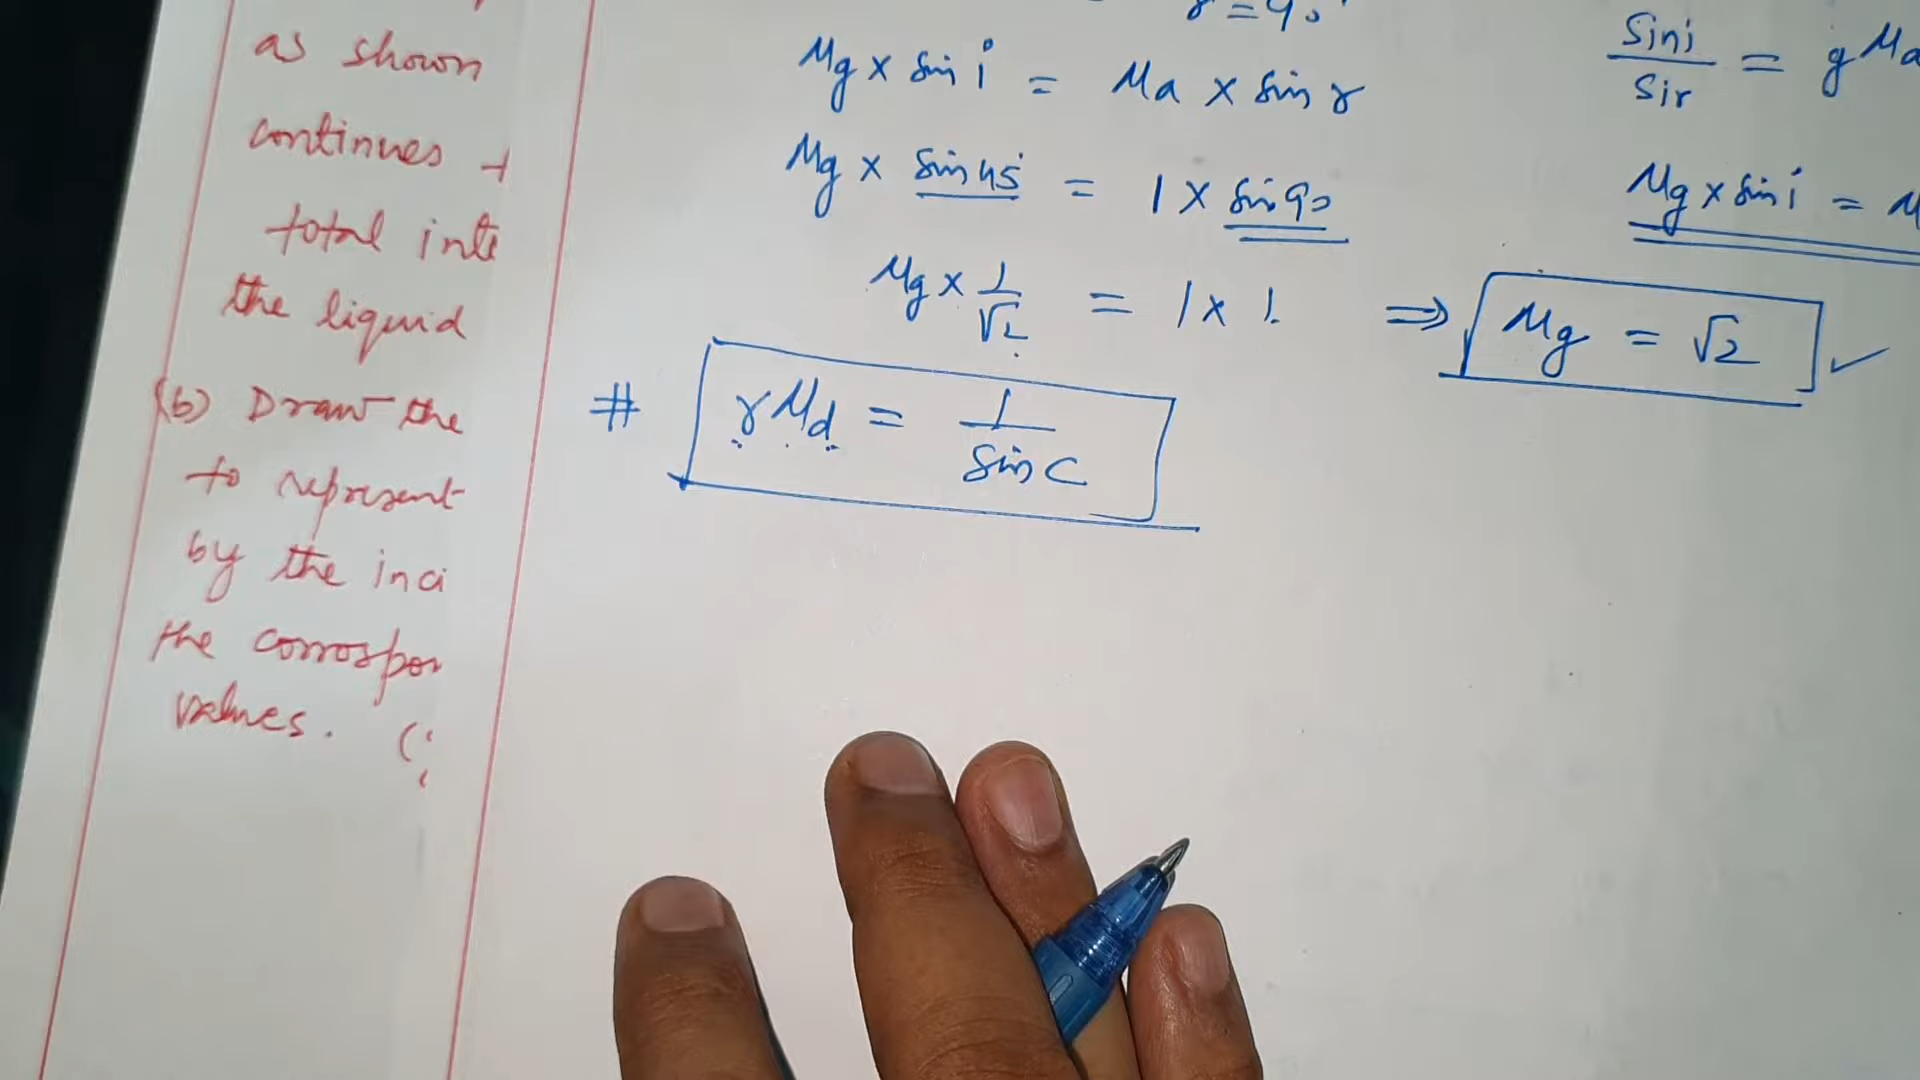 as shown
continues
total inte
the liquid
(b) Draw the
to represent
by the inci
the correspon
values. (
r = 90°
μg x sin i = μa x sin r
μg x sin 45° = 1 x sin 90
μg x 1/√2 = 1 x 1 ⇒ μg = √2 ✓
# rμd = 1/sin C
sin i / sir = gμa
μg x sin i = μ